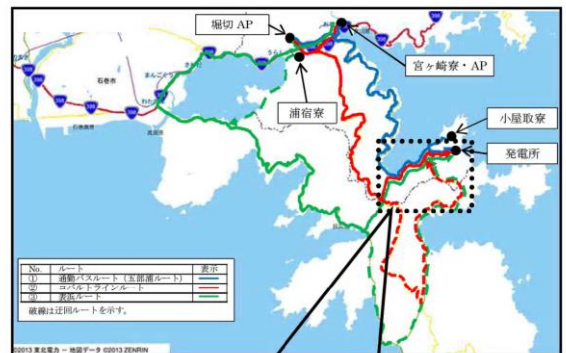 堀切 AP
宮ヶ崎寮・AP
浦宿寮
小屋取寮
発電所
石巻市
398
No. ルート 表示
① 通勤バスルート（五部浦ルート）
② コバルトラインルート
③ 表浜ルート
破線は迂回ルートを示す。
©2013 東北電力 － 地図データ ©2013 ZENRIN